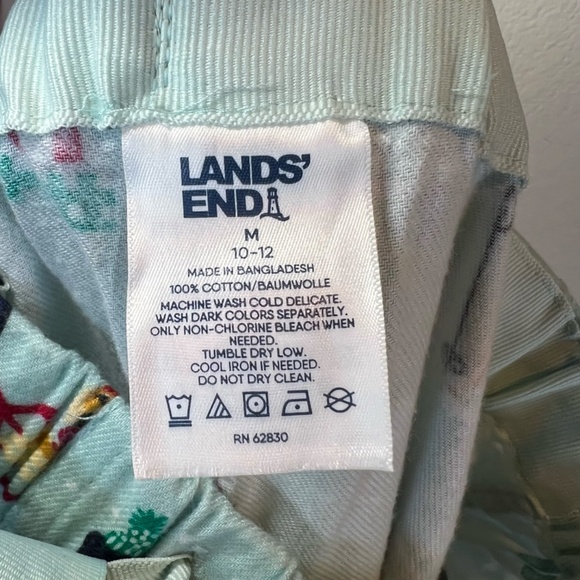 LANDS'
END
M
10-12
MADE IN BANGLADESH
100% COTTON/BAUMWOLLE
MACHINE WASH COLD DELICATE.
WASH DARK COLORS SEPARATELY.
ONLY NON-CHLORINE BLEACH WHEN
NEEDED.
TUMBLE DRY LOW.
COOL IRON IF NEEDED.
DO NOT DRY CLEAN.
RN 62830